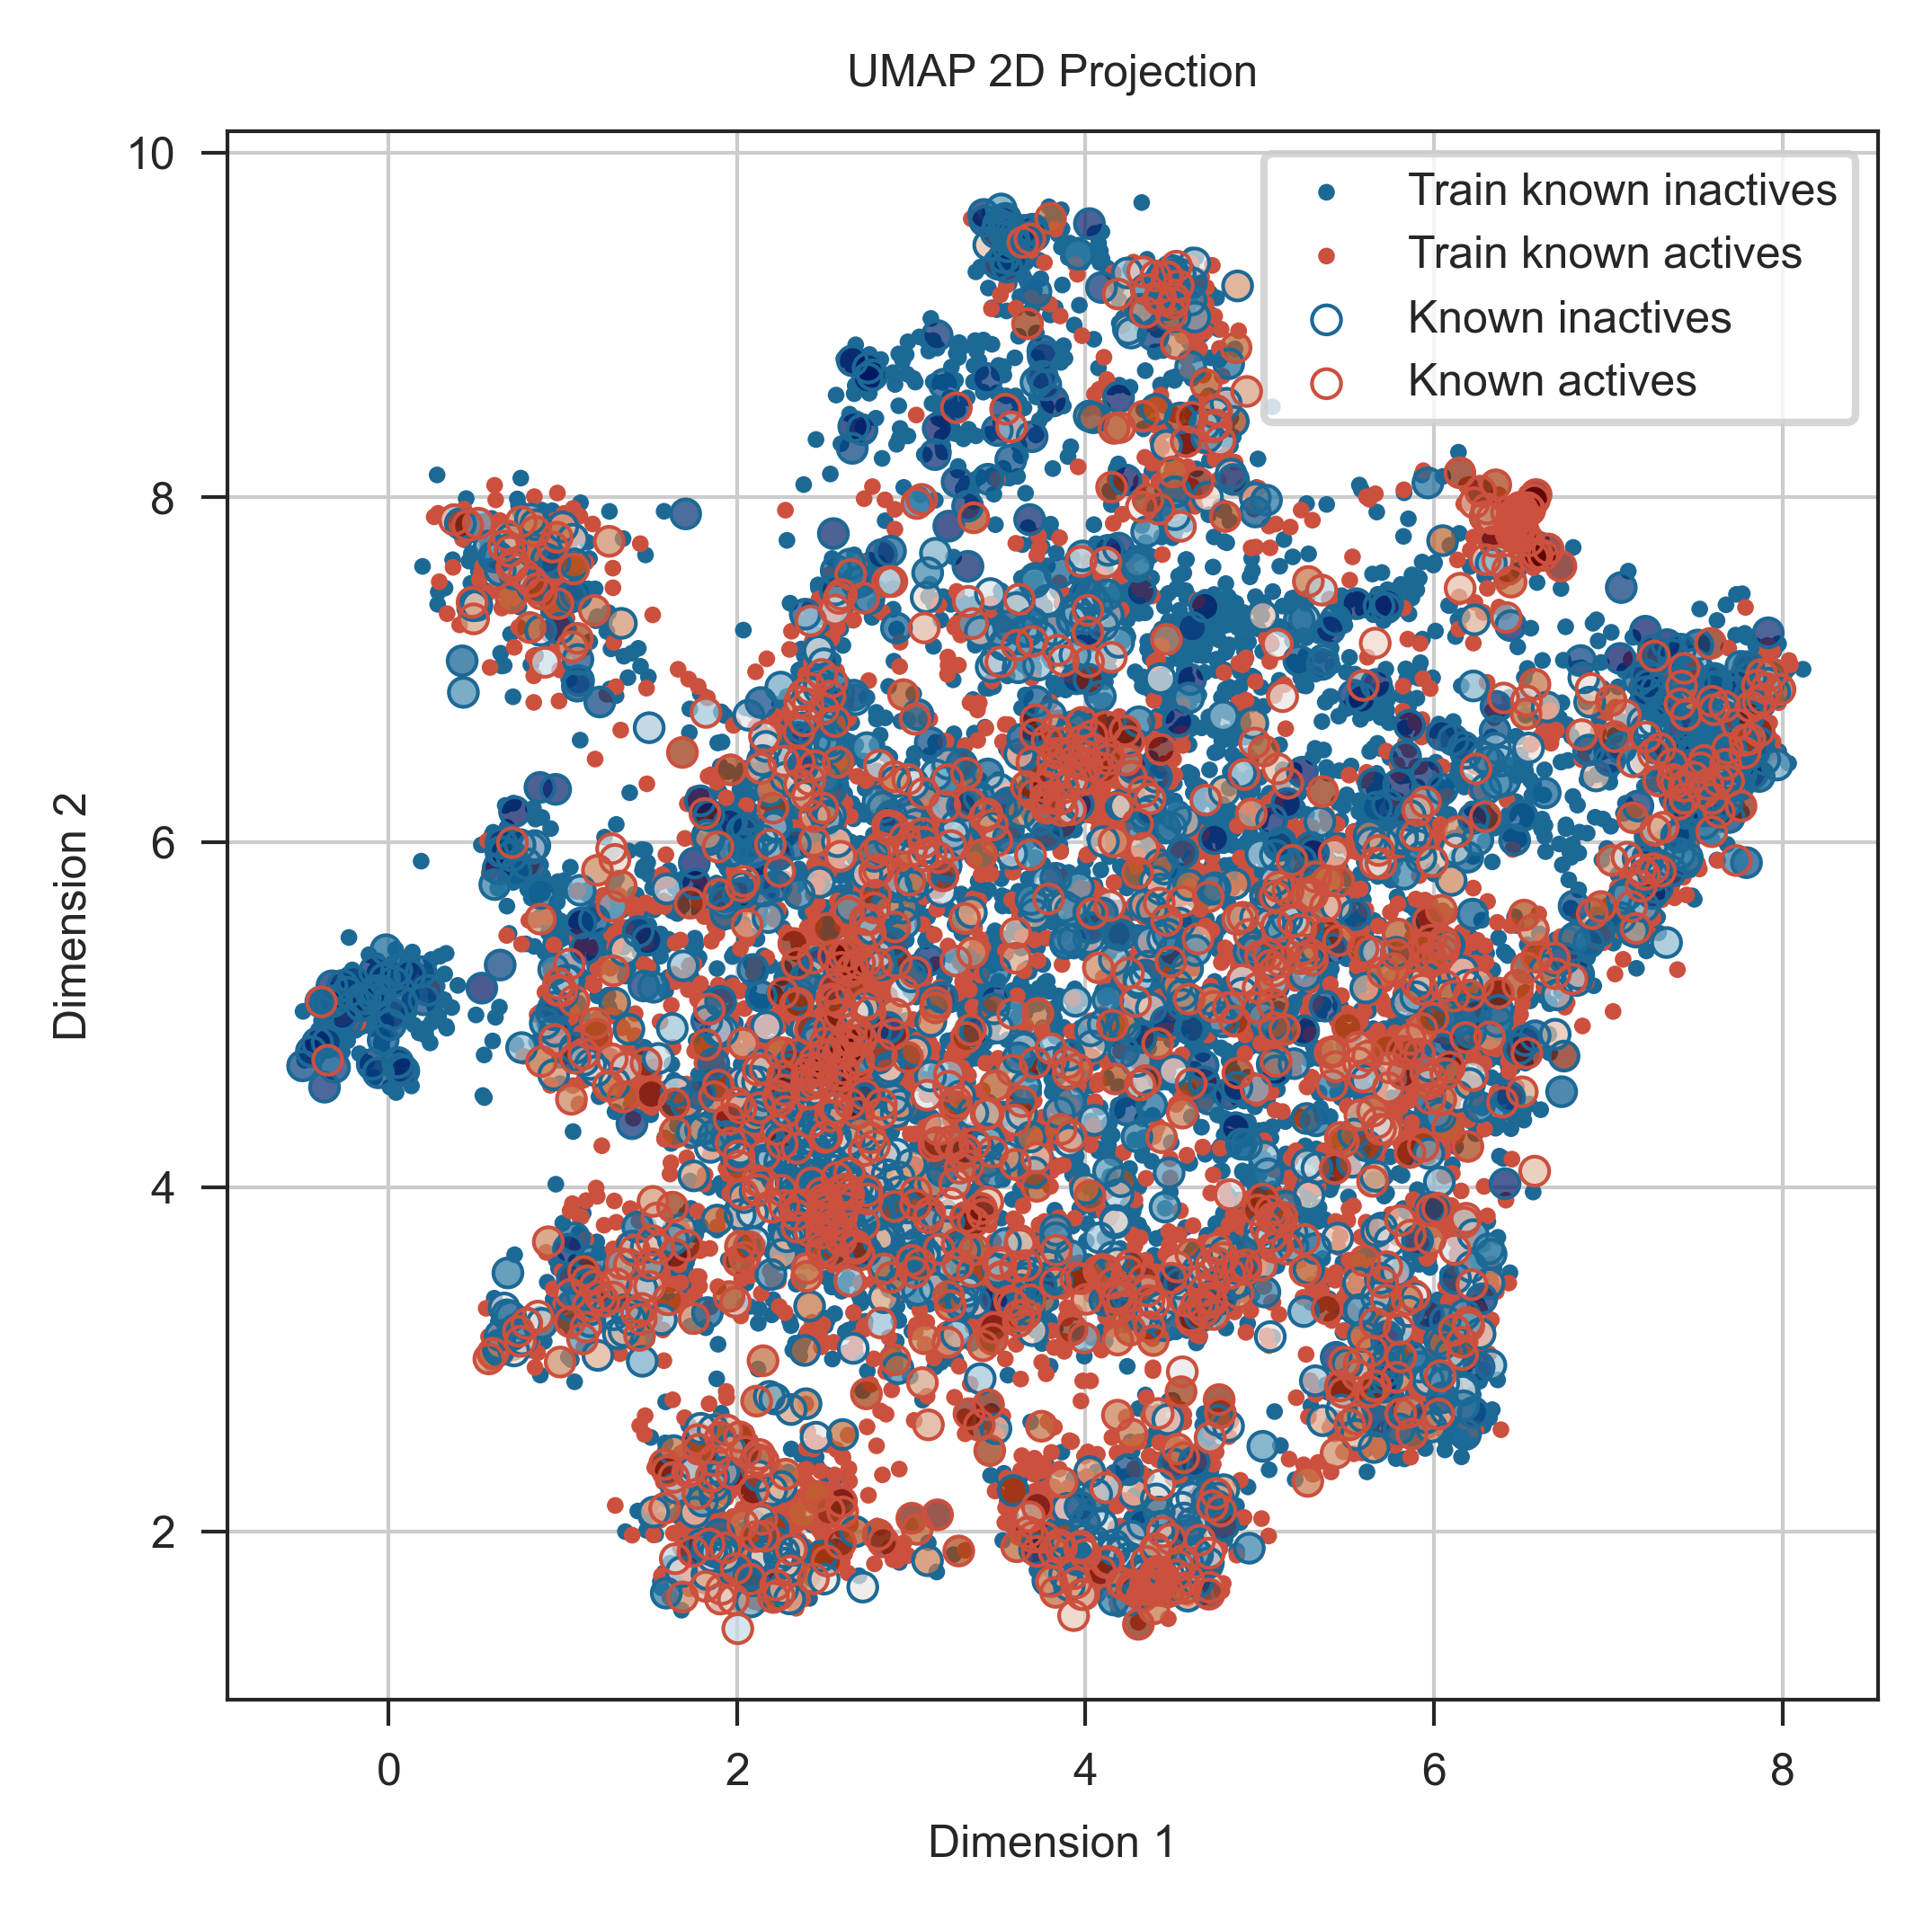 UMAP 2D Projection
10
8
6
4
2
Dimension 2
Train known inactives
Train known actives
Known inactives
Known actives
0 2 4 6 8
Dimension 1